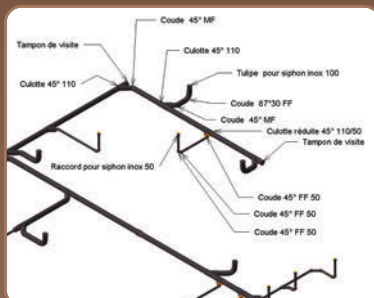 Coude 45° MF
Tampon de visite
Culotte 45° 110
Culotte 45° 110
Tulipe pour siphon inox 100
Coude 87°30 FF
Coude 45° MF
Culotte réduite 45° 110/50
Tampon de visite
Raccord pour siphon inox 50
Coude 45° FF 50
Coude 45° FF 50
Coude 45° FF 50